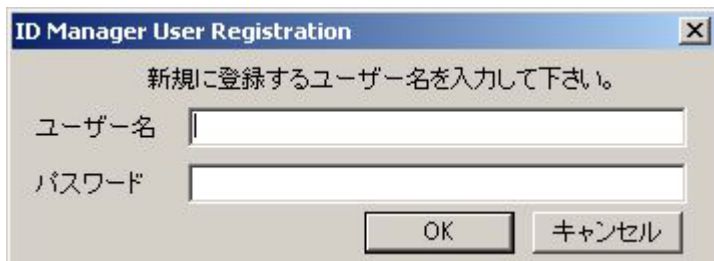 ID Manager User Registration
新規に登録するユーザー名を入力して下さい。
ユーザー名
パスワード
OK キャンセル